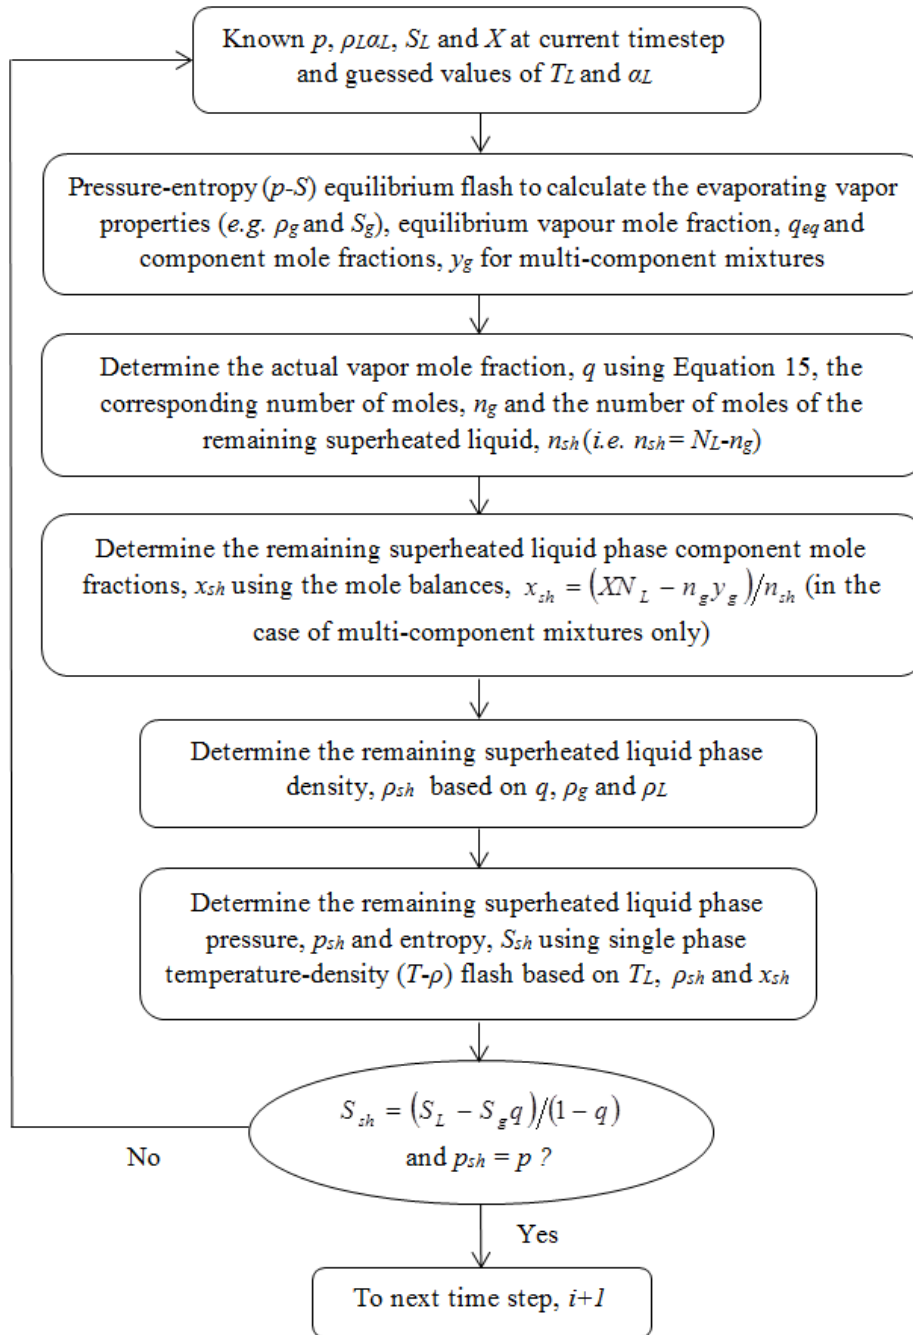 Known p, ρLαL, SL and X at current timestep
and guessed values of TL and αL
Pressure-entropy (p-S) equilibrium flash to calculate the evaporating vapor
properties (e.g. ρg and Sg), equilibrium vapour mole fraction, qeq and
component mole fractions, yg for multi-component mixtures
Determine the actual vapor mole fraction, q using Equation 15, the
corresponding number of moles, ng and the number of moles of the
remaining superheated liquid, nsh (i.e. nsh = NL-ng)
Determine the remaining superheated liquid phase component mole
fractions, xsh using the mole balances, xsh = (XNL − ngyg)/nsh (in the
case of multi-component mixtures only)
Determine the remaining superheated liquid phase
density, ρsh based on q, ρg and ρL
Determine the remaining superheated liquid phase
pressure, psh and entropy, Ssh using single phase
temperature-density (T-ρ) flash based on TL, ρsh and xsh
Ssh = (SL − Sgq)/(1 − q)
and psh = p ?
No
Yes
To next time step, i+1